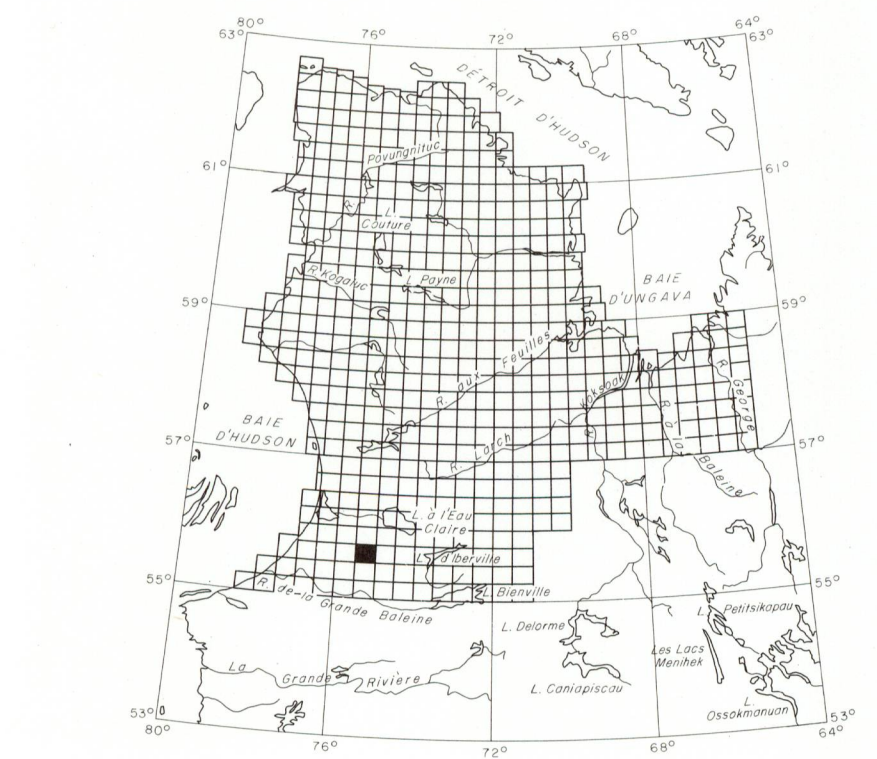 80°
63°
76°
72°
68°
64°
63°
DÉTROIT
D'HUDSON
61°
61°
Povungnituc
R.
L.
Couture
R. Kogaluc
L. Payne
BAIE
D'UNGAVA
59°
59°
R. aux Feuilles
Koksoak
R.
R. George
R. à la Baleine
BAIE
D'HUDSON
57°
57°
R. Larch
L. à l'Eau
Claire
L. d'Iberville
55°
55°
R. de-la Grande Baleine
L. Bienville
L. Delorme
L. Petitsikapau
Les Lacs
Menihek
La Grande Rivière
L. Caniapiscau
L.
Ossokmanuan
53°
80°
76°
72°
68°
53°
64°